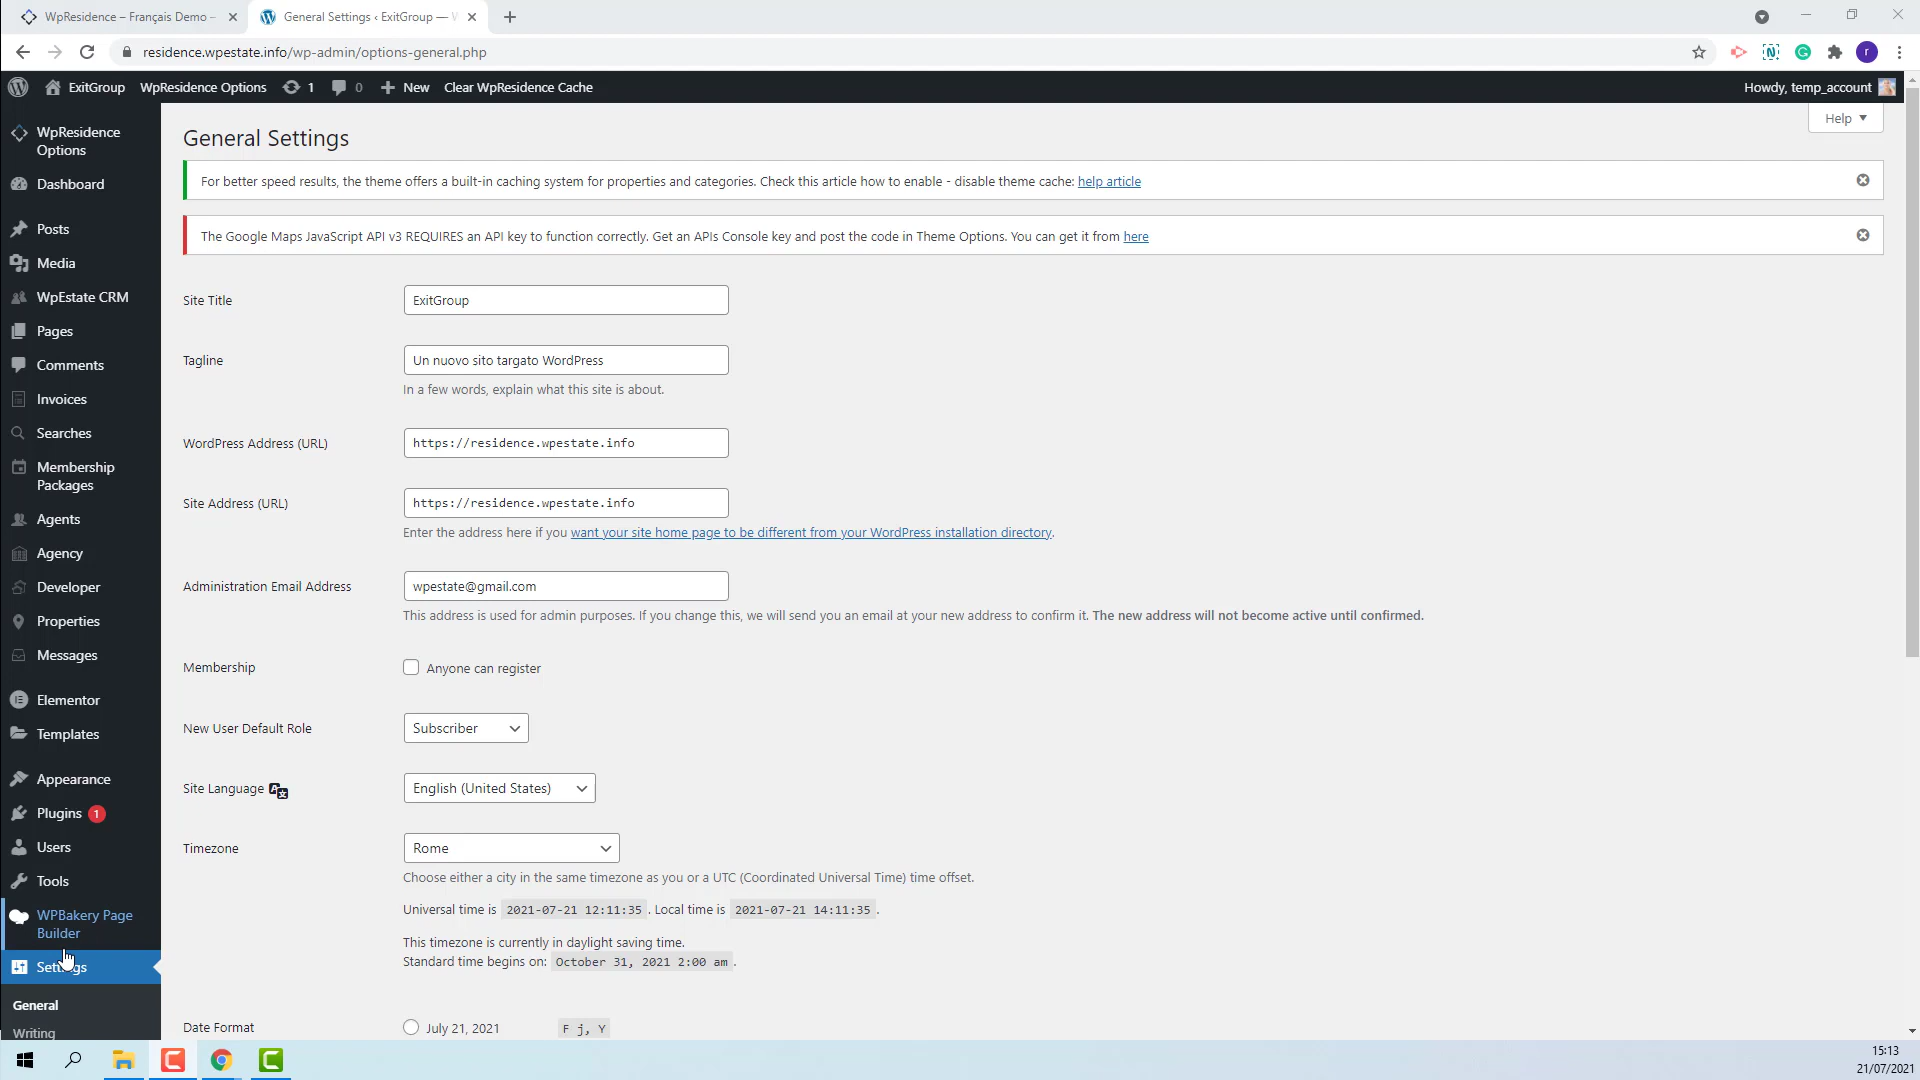 WpResidence – Français Demo –
General Settings ‹ ExitGroup — W
residence.wpestate.info/wp-admin/options-general.php
r
ExitGroup
WpResidence Options
1
0
New
Clear WpResidence Cache
Howdy, temp_account
Help
WpResidence
Options
Dashboard
Posts
Media
WpEstate CRM
Pages
Comments
Invoices
Searches
Membership
Packages
Agents
Agency
Developer
Properties
Messages
Elementor
Templates
Appearance
Plugins 1
Users
Tools
WPBakery Page
Builder
Settings
General
Writing
General Settings
For better speed results, the theme offers a built-in caching system for properties and categories. Check this article how to enable - disable theme cache: help article
The Google Maps JavaScript API v3 REQUIRES an API key to function correctly. Get an APIs Console key and post the code in Theme Options. You can get it from here
Site Title
ExitGroup
Tagline
Un nuovo sito targato WordPress
In a few words, explain what this site is about.
WordPress Address (URL)
https://residence.wpestate.info
Site Address (URL)
https://residence.wpestate.info
Enter the address here if you want your site home page to be different from your WordPress installation directory.
Administration Email Address
wpestate@gmail.com
This address is used for admin purposes. If you change this, we will send you an email at your new address to confirm it. The new address will not become active until confirmed.
Membership
Anyone can register
New User Default Role
Subscriber
Site Language
English (United States)
Timezone
Rome
Choose either a city in the same timezone as you or a UTC (Coordinated Universal Time) time offset.
Universal time is 2021-07-21 12:11:35. Local time is 2021-07-21 14:11:35.
This timezone is currently in daylight saving time.
Standard time begins on: October 31, 2021 2:00 am.
Date Format
July 21, 2021
F j, Y
15:13
21/07/2021